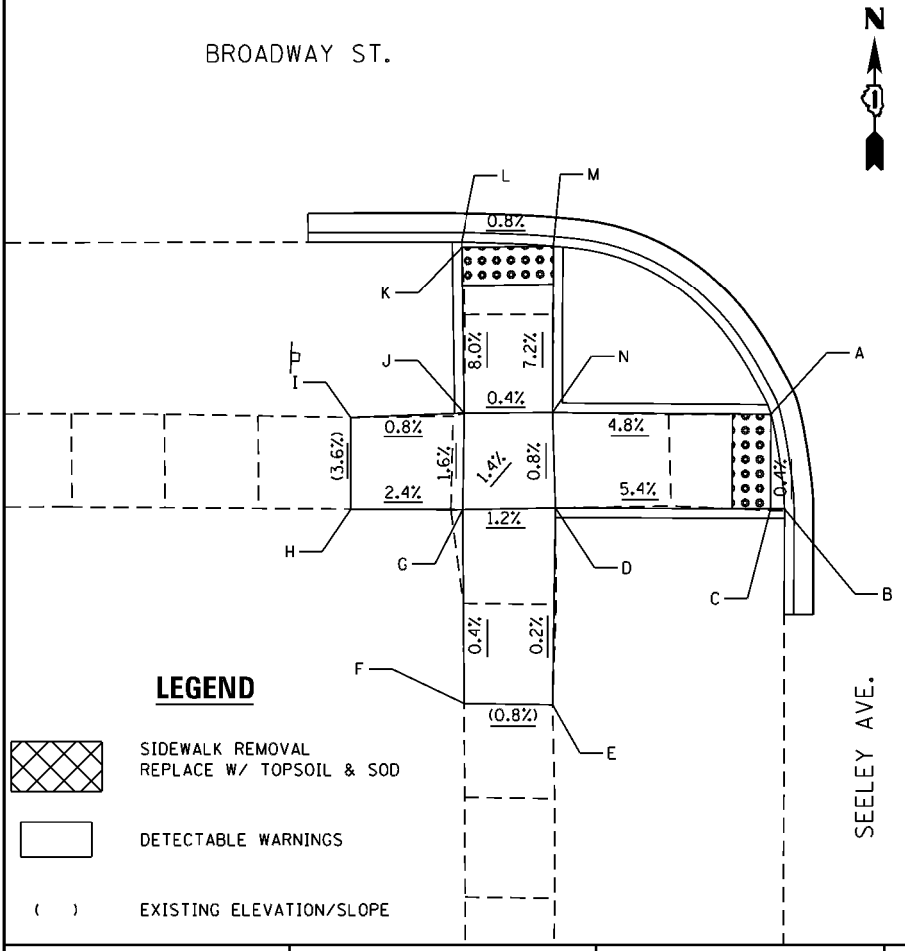 N
BROADWAY ST.
1
L
M
0.8%
K
8.0%
7.2%
J
N
A
I
0.4%
0.8%
4.8%
(3.6%)
1.6%
1.4%
0.8%
0.4%
2.4%
5.4%
1.2%
H
G
D
C
B
0.4%
0.2%
F
(0.8%)
E
SEELEY AVE.
LEGEND
SIDEWALK REMOVAL
REPLACE W/ TOPSOIL & SOD
DETECTABLE WARNINGS
( ) EXISTING ELEVATION/SLOPE